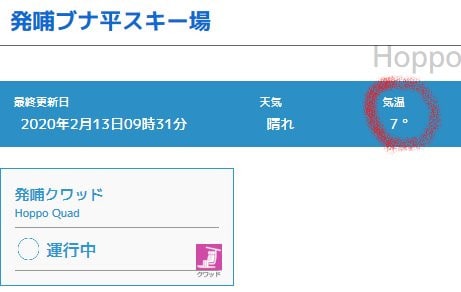 発哺ブナ平スキー場
Hoppo
最終更新日 天気 気温
2020年2月13日09時31分 晴れ 7 °
発哺クワッド
Hoppo Quad
運行中
クワッド